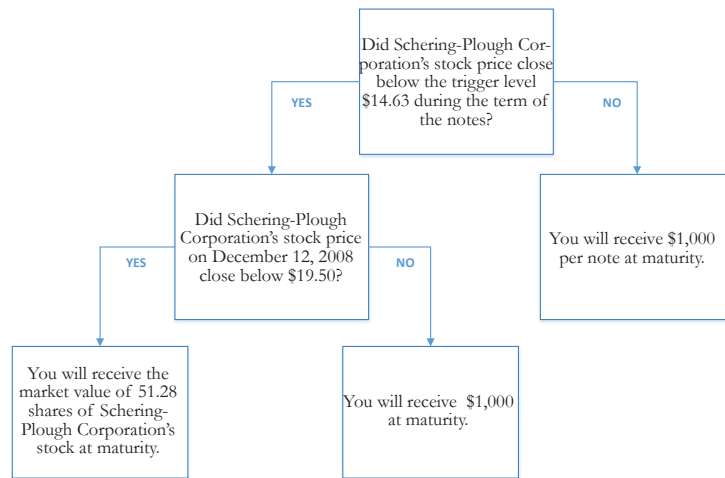 Did Schering-Plough Cor-
poration's stock price close
below the trigger level
$14.63 during the term of
the notes?
YES
NO
Did Schering-Plough
Corporation's stock price
on December 12, 2008
close below $19.50?
You will receive $1,000
per note at maturity.
YES
NO
You will receive the
market value of 51.28
shares of Schering-
Plough Corporation's
stock at maturity.
You will receive $1,000
at maturity.